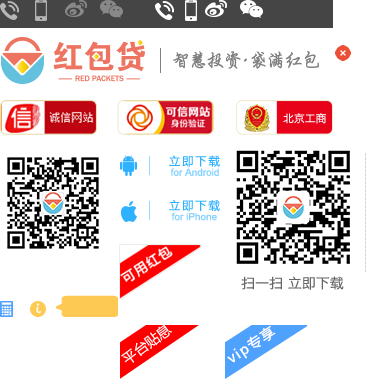 红包贷
RED PACKETS
智慧投资·袋满红包
信
诚信网站
可信网站
身份验证
北京工商
立即下载
for Android
立即下载
for iPhone
扫一扫 立即下载
可用红包
平台贴息
vip专享